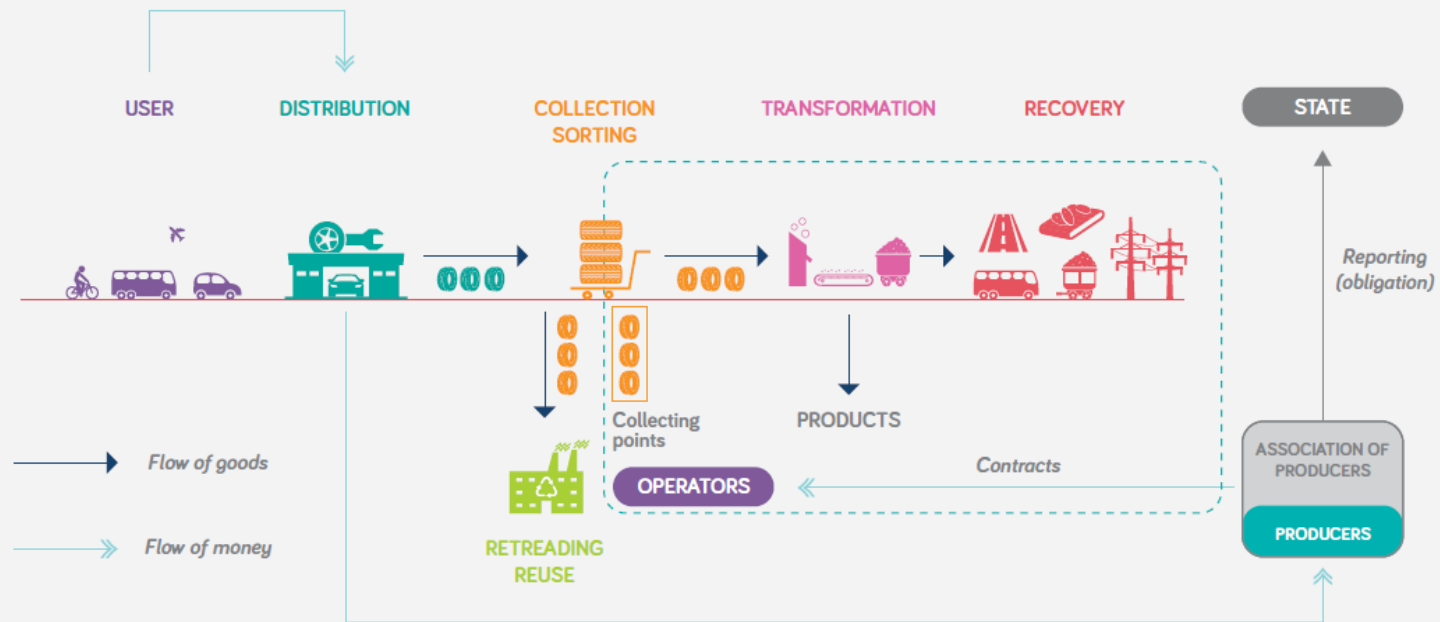 USER
DISTRIBUTION
COLLECTION
SORTING
TRANSFORMATION
RECOVERY
STATE
Reporting
(obligation)
Collecting
points
PRODUCTS
Flow of goods
Contracts
ASSOCIATION OF
PRODUCERS
OPERATORS
PRODUCERS
Flow of money
RETREADING
REUSE